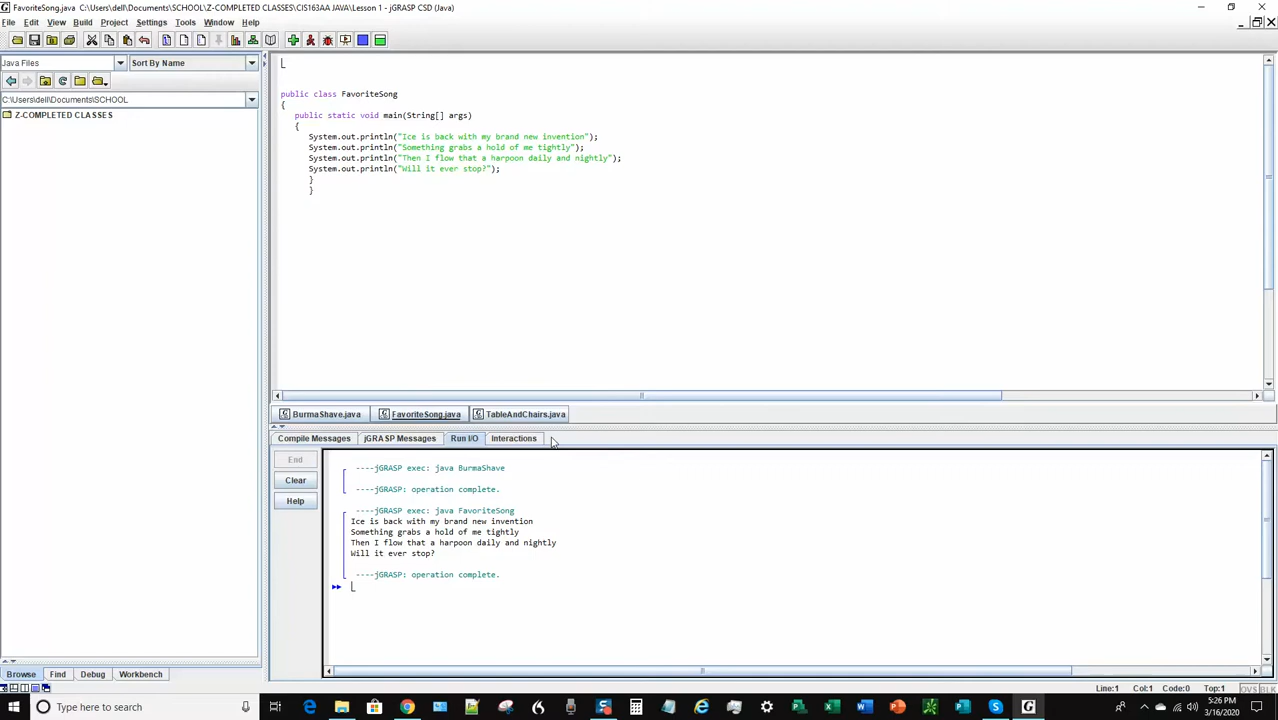 FavoriteSong.java  C:\Users\dell\Documents\SCHOOL\Z-COMPLETED CLASSES\CIS163AA JAVA\Lesson 1 - jGRASP CSD (Java)
File Edit View Build Project Settings Tools Window Help
Java Files Sort By Name
C:\Users\dell\Documents\SCHOOL
Z-COMPLETED CLASSES
public class FavoriteSong
{
public static void main(String[] args)
{
System.out.println("Ice is back with my brand new invention");
System.out.println("Something grabs a hold of me tightly");
System.out.println("Then I flow that a harpoon daily and nightly");
System.out.println("Will it ever stop?");
}
}
BurmaShave.java FavoriteSong.java TableAndChairs.java
Compile Messages jGRASP Messages Run I/O Interactions
End
Clear
Help
----jGRASP exec: java BurmaShave
----jGRASP: operation complete.
----jGRASP exec: java FavoriteSong
Ice is back with my brand new invention
Something grabs a hold of me tightly
Then I flow that a harpoon daily and nightly
Will it ever stop?
----jGRASP: operation complete.
Browse Find Debug Workbench
Line:1 Col:1 Code:0 Top:1 OVS BLK
Type here to search
5:26 PM
3/16/2020